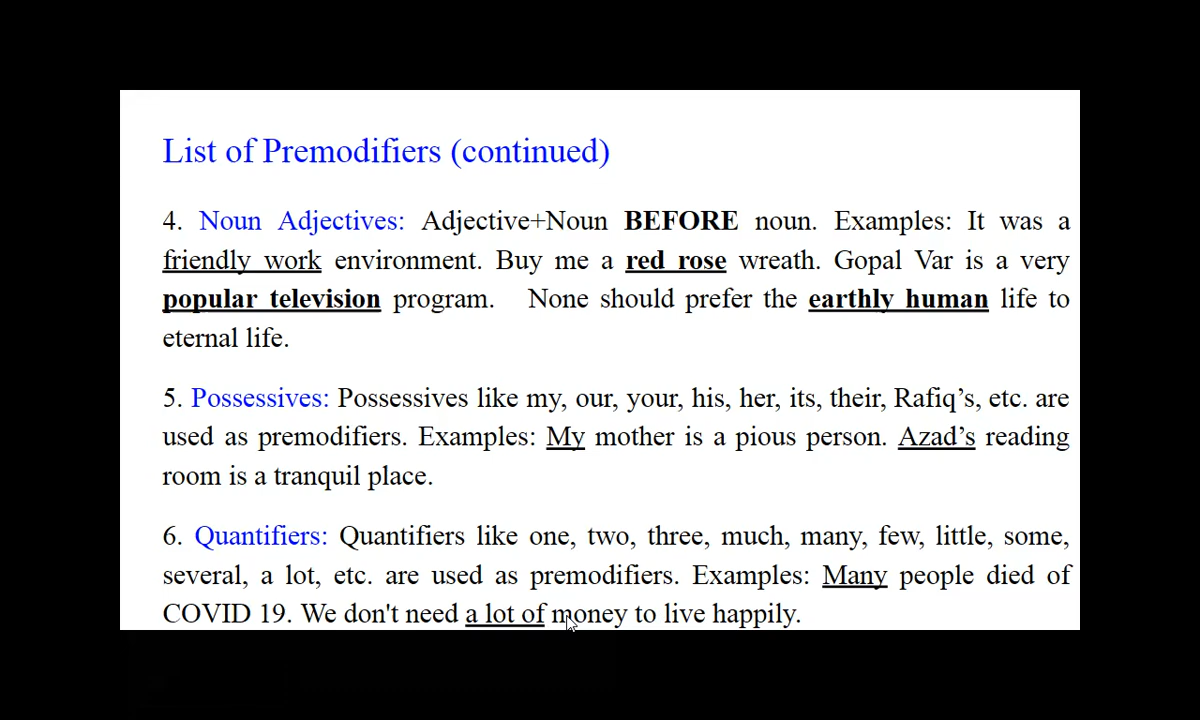 List of Premodifiers (continued)
4. Noun Adjectives: Adjective+Noun BEFORE noun. Examples: It was a
friendly work environment. Buy me a red rose wreath. Gopal Var is a very
popular television program. None should prefer the earthly human life to
eternal life.
5. Possessives: Possessives like my, our, your, his, her, its, their, Rafiq’s, etc. are
used as premodifiers. Examples: My mother is a pious person. Azad’s reading
room is a tranquil place.
6. Quantifiers: Quantifiers like one, two, three, much, many, few, little, some,
several, a lot, etc. are used as premodifiers. Examples: Many people died of
COVID 19. We don't need a lot of money to live happily.